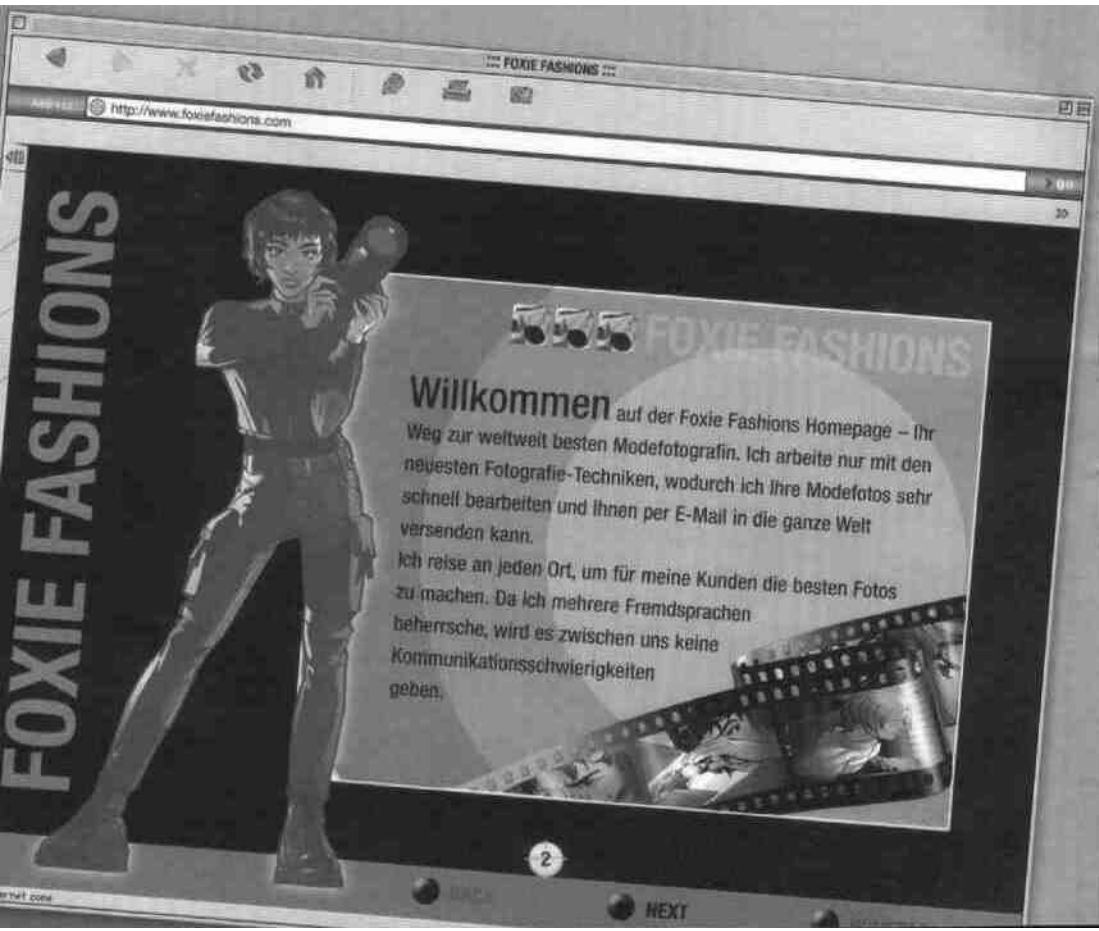 ::: FOXIE FASHIONS :::
http://www.foxiefashions.com
FOXIE FASHIONS
FOXIE FASHIONS
Willkommen auf der Foxie Fashions Homepage – Ihr
Weg zur weltweit besten Modefotografin. Ich arbeite nur mit den
neuesten Fotografie-Techniken, wodurch ich Ihre Modefotos sehr
schnell bearbeiten und Ihnen per E-Mail in die ganze Welt
versenden kann.
Ich reise an jeden Ort, um für meine Kunden die besten Fotos
zu machen. Da ich mehrere Fremdsprachen
beherrsche, wird es zwischen uns keine
Kommunikationsschwierigkeiten
geben.
2
BACK
NEXT